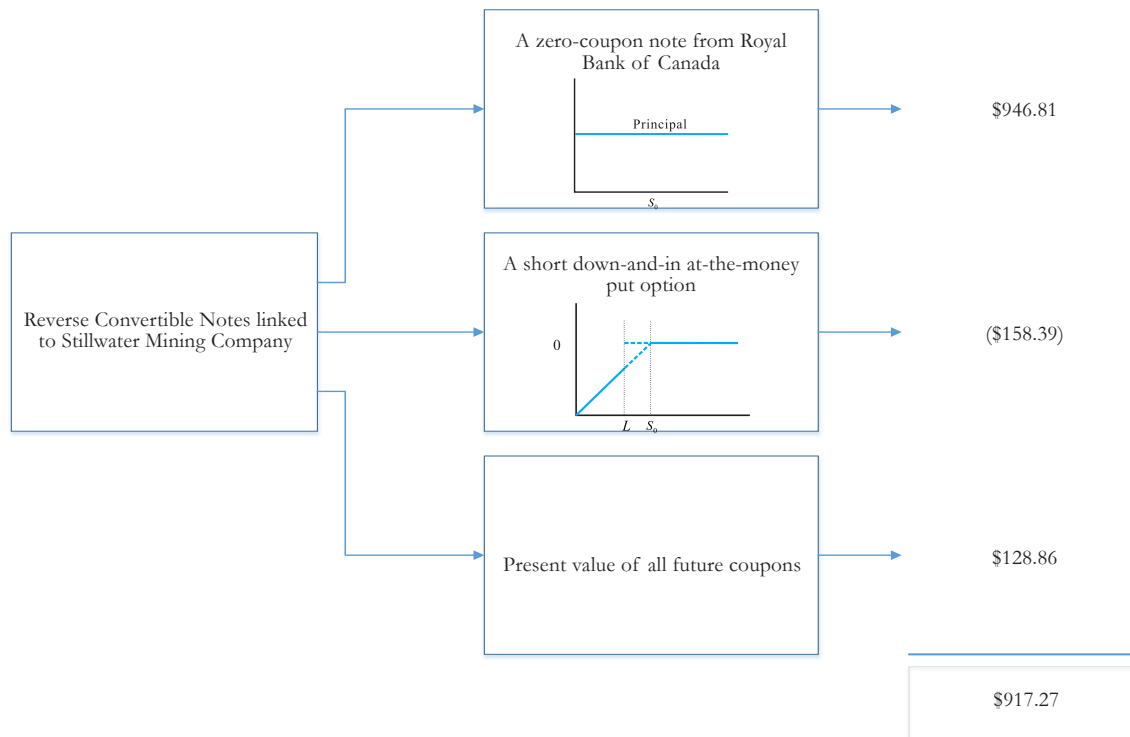 A zero-coupon note from Royal
Bank of Canada
Principal
S₀
$946.81
Reverse Convertible Notes linked
to Stillwater Mining Company
A short down-and-in at-the-money
put option
0
L
S₀
($158.39)
Present value of all future coupons
$128.86
$917.27